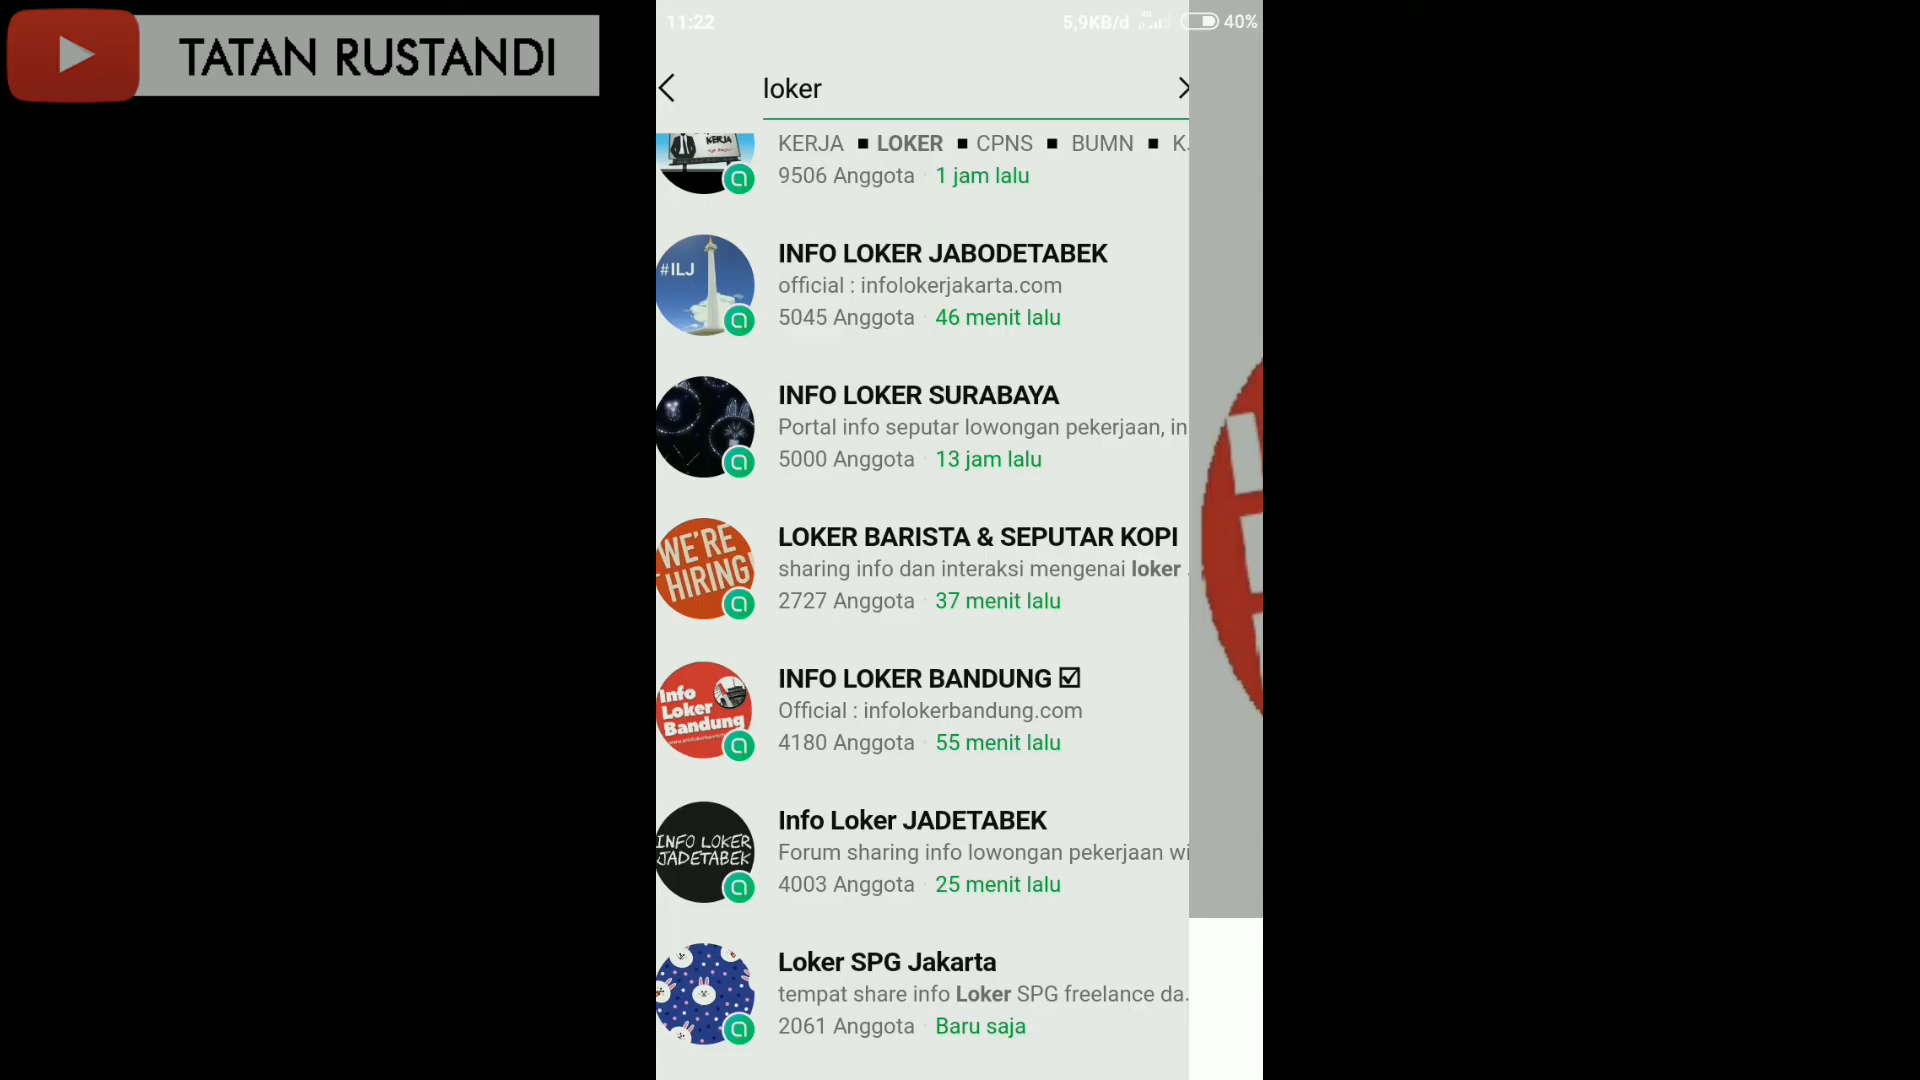 TATAN RUSTANDI
11:22
5,9KB/d 4G 40%
loker
KERJA
KERJA ■ LOKER ■ CPNS ■ BUMN ■ K.
9506 Anggota · 1 jam lalu
#ILJ
INFO LOKER JABODETABEK
official : infolokerjakarta.com
5045 Anggota · 46 menit lalu
INFO LOKER SURABAYA
Portal info seputar lowongan pekerjaan, in
5000 Anggota · 13 jam lalu
WE'RE
HIRING
LOKER BARISTA & SEPUTAR KOPI
sharing info dan interaksi mengenai loker .
2727 Anggota · 37 menit lalu
Info
Loker
Bandung
INFO LOKER BANDUNG ☑
Official : infolokerbandung.com
4180 Anggota · 55 menit lalu
INFO LOKER
JADETABEK
Info Loker JADETABEK
Forum sharing info lowongan pekerjaan wi
4003 Anggota · 25 menit lalu
Loker SPG Jakarta
tempat share info Loker SPG freelance da.
2061 Anggota · Baru saja